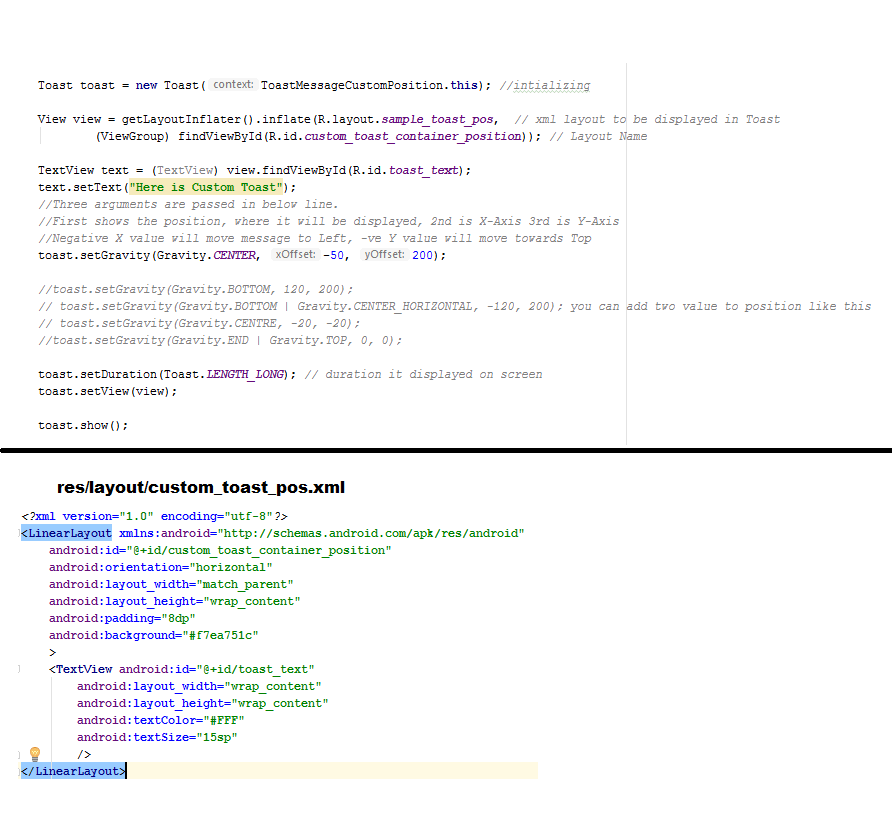 Toast toast = new Toast( context: ToastMessageCustomPosition.this); //intializing
View view = getLayoutInflater().inflate(R.layout.sample_toast_pos,  // xml layout to be displayed in Toast
(ViewGroup) findViewById(R.id.custom_toast_container_position)); // Layout Name
TextView text = (TextView) view.findViewById(R.id.toast_text);
text.setText("Here is Custom Toast");
//Three arguments are passed in below line.
//First shows the position, where it will be displayed, 2nd is X-Axis 3rd is Y-Axis
//Negative X value will move message to Left, -ve Y value will move towards Top
toast.setGravity(Gravity.CENTER, xOffset: -50, yOffset: 200);
//toast.setGravity(Gravity.BOTTOM, 120, 200);
// toast.setGravity(Gravity.BOTTOM | Gravity.CENTER_HORIZONTAL, -120, 200); you can add two value to position like this
// toast.setGravity(Gravity.CENTRE, -20, -20);
//toast.setGravity(Gravity.END | Gravity.TOP, 0, 0);
toast.setDuration(Toast.LENGTH_LONG); // duration it displayed on screen
toast.setView(view);
toast.show();
res/layout/custom_toast_pos.xml
<?xml version="1.0" encoding="utf-8"?>
<LinearLayout xmlns:android="http://schemas.android.com/apk/res/android"
android:id="@+id/custom_toast_container_position"
android:orientation="horizontal"
android:layout_width="match_parent"
android:layout_height="wrap_content"
android:padding="8dp"
android:background="#f7ea751c"
>
<TextView android:id="@+id/toast_text"
android:layout_width="wrap_content"
android:layout_height="wrap_content"
android:textColor="#FFF"
android:textSize="15sp"
/>
</LinearLayout>